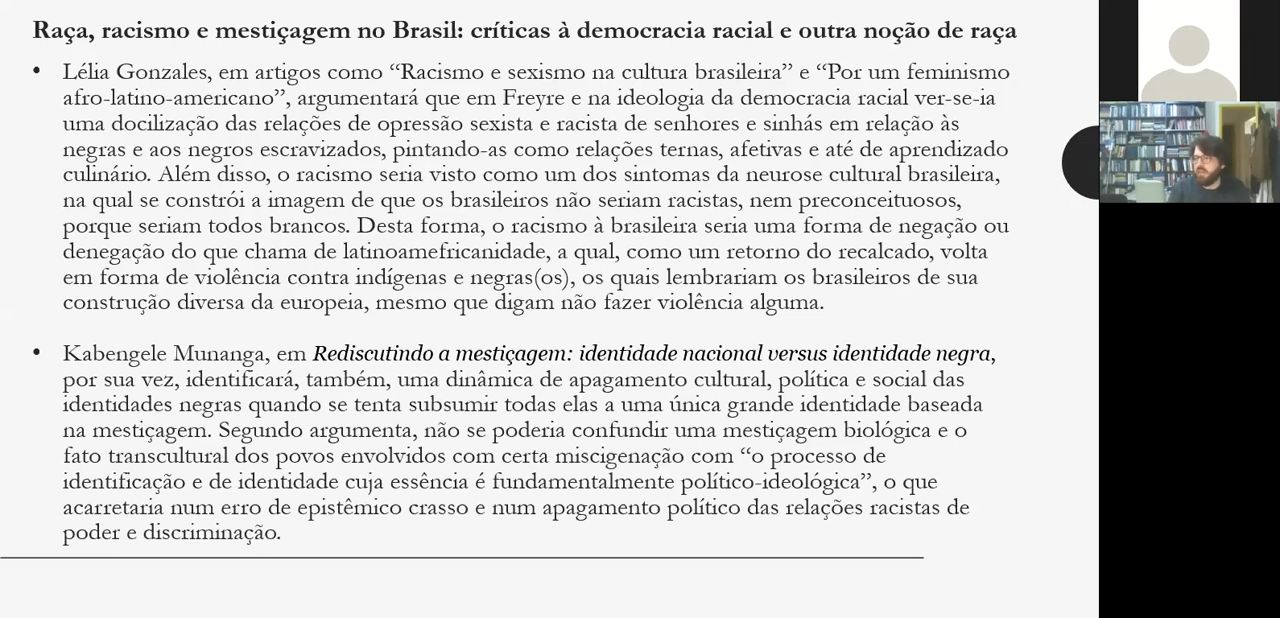 Raça, racismo e mestiçagem no Brasil: críticas à democracia racial e outra noção de raça
• Lélia Gonzales, em artigos como “Racismo e sexismo na cultura brasileira” e “Por um feminismo
afro-latino-americano”, argumentará que em Freyre e na ideologia da democracia racial ver-se-ia
uma docilização das relações de opressão sexista e racista de senhores e sinhás em relação às
negras e aos negros escravizados, pintando-as como relações ternas, afetivas e até de aprendizado
culinário. Além disso, o racismo seria visto como um dos sintomas da neurose cultural brasileira,
na qual se constrói a imagem de que os brasileiros não seriam racistas, nem preconceituosos,
porque seriam todos brancos. Desta forma, o racismo à brasileira seria uma forma de negação ou
denegação do que chama de latinoamefricanidade, a qual, como um retorno do recalcado, volta
em forma de violência contra indígenas e negras(os), os quais lembrariam os brasileiros de sua
construção diversa da europeia, mesmo que digam não fazer violência alguma.
• Kabengele Munanga, em Rediscutindo a mestiçagem: identidade nacional versus identidade negra,
por sua vez, identificará, também, uma dinâmica de apagamento cultural, política e social das
identidades negras quando se tenta subsumir todas elas a uma única grande identidade baseada
na mestiçagem. Segundo argumenta, não se poderia confundir uma mestiçagem biológica e o
fato transcultural dos povos envolvidos com certa miscigenação com “o processo de
identificação e de identidade cuja essência é fundamentalmente político-ideológica”, o que
acarretaria num erro de epistêmico crasso e num apagamento político das relações racistas de
poder e discriminação.